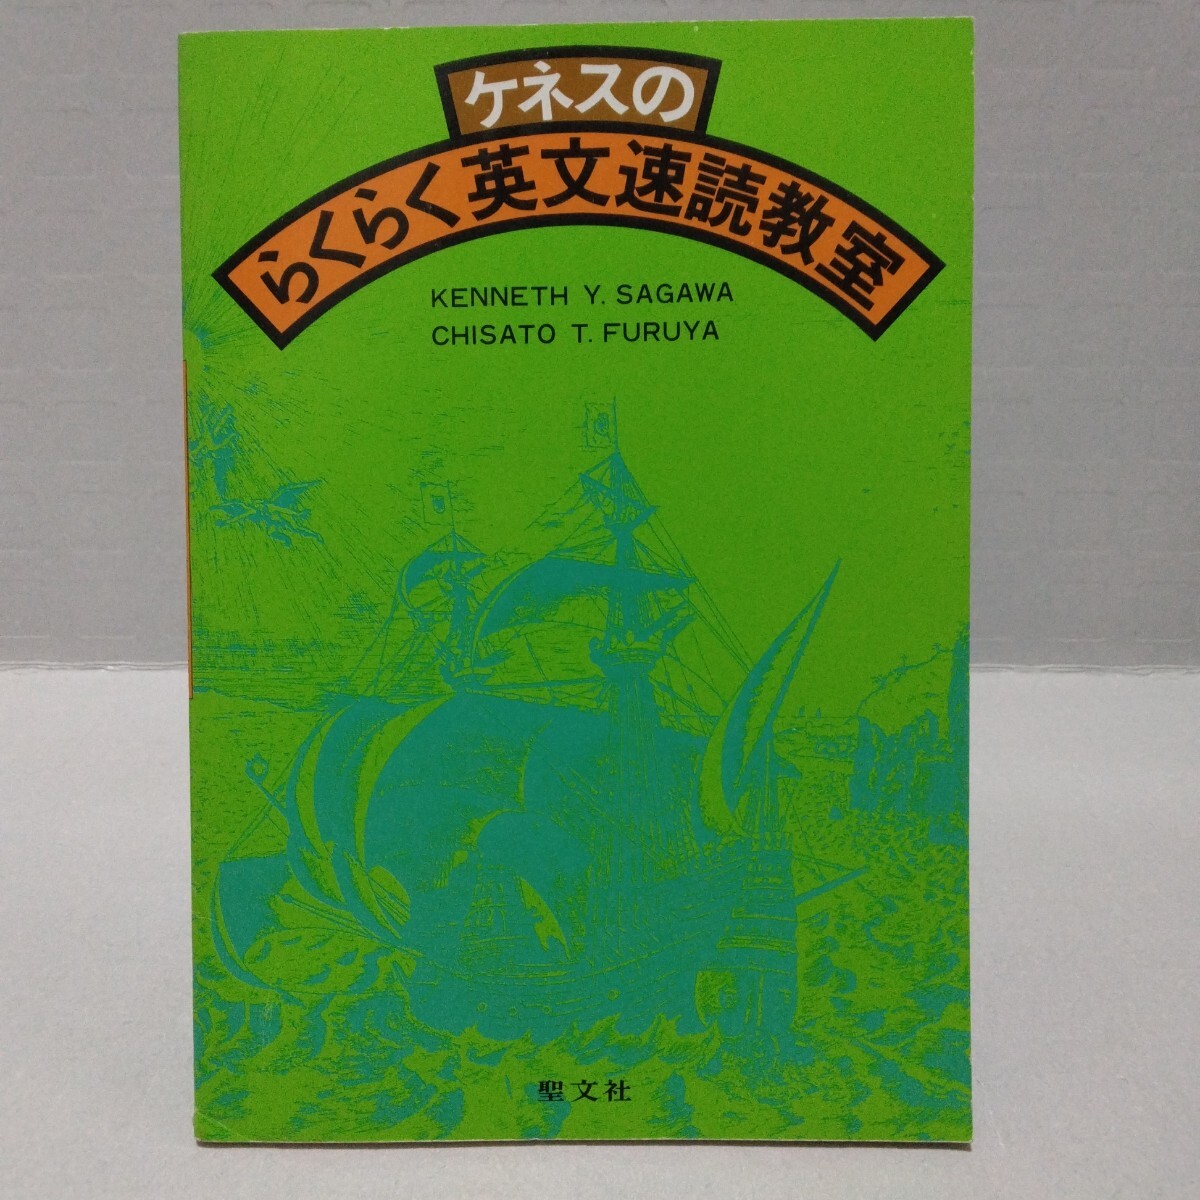 ケネスの
らくらく英文速読教室
KENNETH Y. SAGAWA
CHISATO T. FURUYA
聖文社